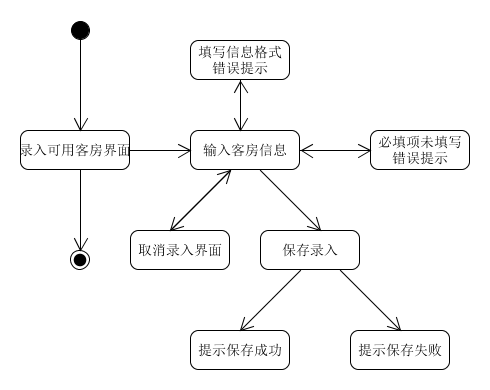 填写信息格式
错误提示
录入可用客房界面
输入客房信息
必填项未填写
错误提示
取消录入界面
保存录入
提示保存成功
提示保存失败